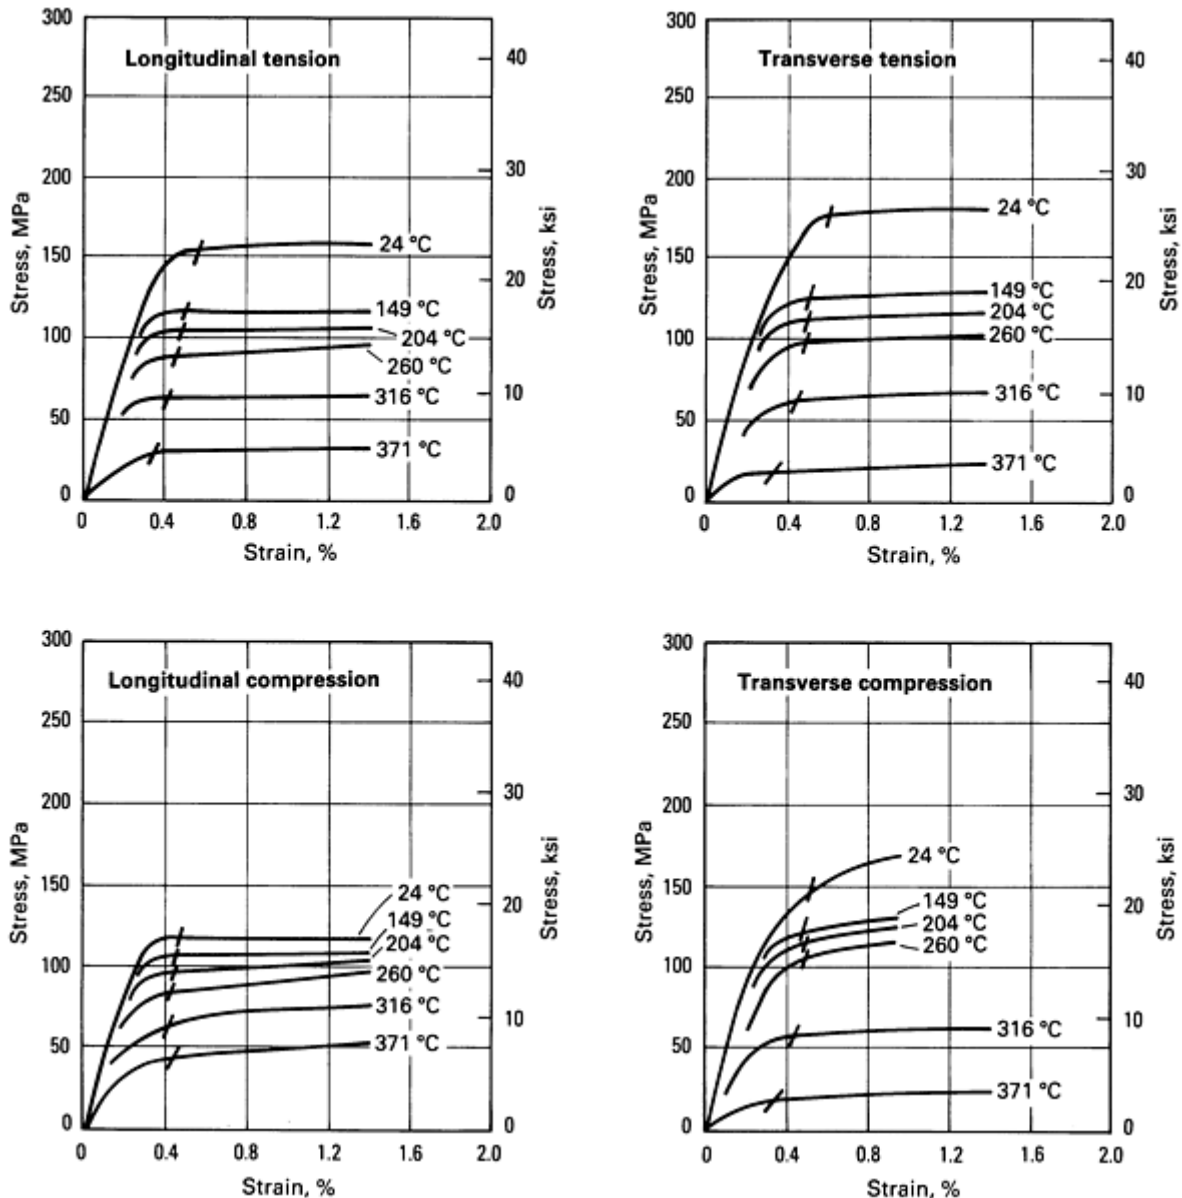 Longitudinal tension
300
250
200
150
100
50
0
Stress, MPa
40
30
20
10
0
Stress, ksi
24 °C
149 °C
204 °C
260 °C
316 °C
371 °C
0 0.4 0.8 1.2 1.6 2.0
Strain, %
Transverse tension
300
250
200
150
100
50
0
Stress, MPa
40
30
20
10
0
Stress, ksi
24 °C
149 °C
204 °C
260 °C
316 °C
371 °C
0 0.4 0.8 1.2 1.6 2.0
Strain, %
Longitudinal compression
300
250
200
150
100
50
0
Stress, MPa
40
30
20
10
0
Stress, ksi
24 °C
149 °C
204 °C
260 °C
316 °C
371 °C
0 0.4 0.8 1.2 1.6 2.0
Strain, %
Transverse compression
300
250
200
150
100
50
0
Stress, MPa
40
30
20
10
0
Stress, ksi
24 °C
149 °C
204 °C
260 °C
316 °C
371 °C
0 0.4 0.8 1.2 1.6 2.0
Strain, %